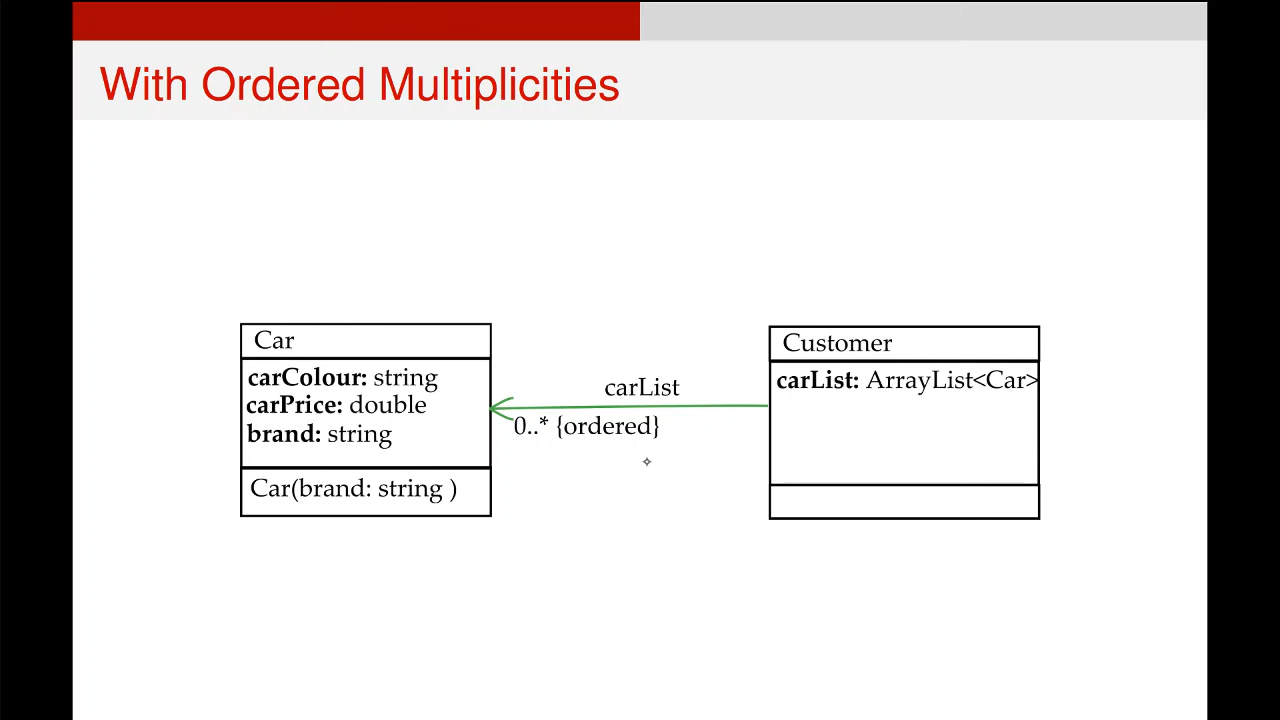 With Ordered Multiplicities
Car
carColour: string
carPrice: double
brand: string
Car(brand: string )
carList
0..* {ordered}
Customer
carList: ArrayList<Car>